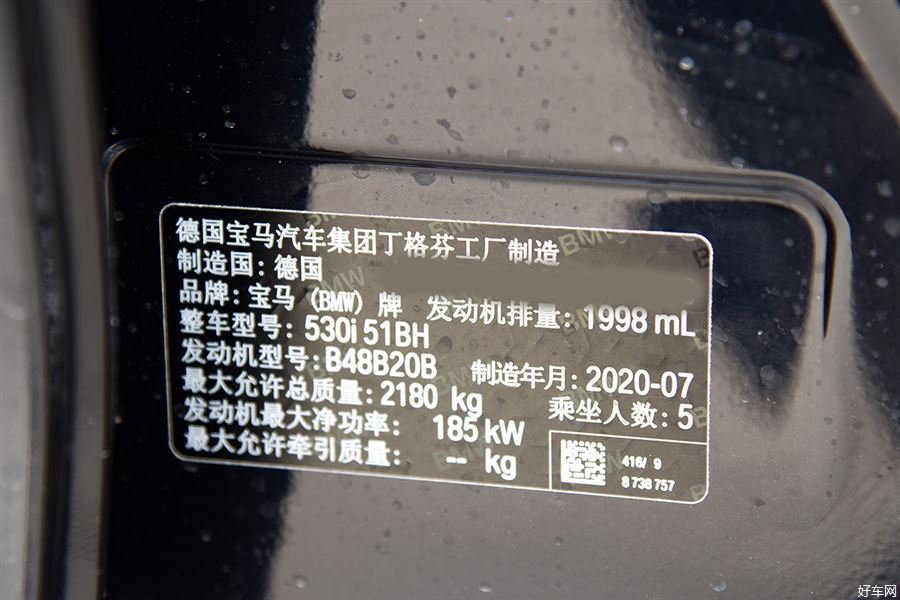 德国宝马汽车集团丁格芬工厂制造
制造国：德国
品牌：宝马（BMW）牌 发动机排量：1998 mL
整车型号：530i 51BH
发动机型号：B48B20B 制造年月：2020-07
最大允许总质量：2180 kg 乘坐人数：5
发动机最大净功率： 185 kW
最大允许牵引质量： -- kg
416/ 9
8 738 757
好车网